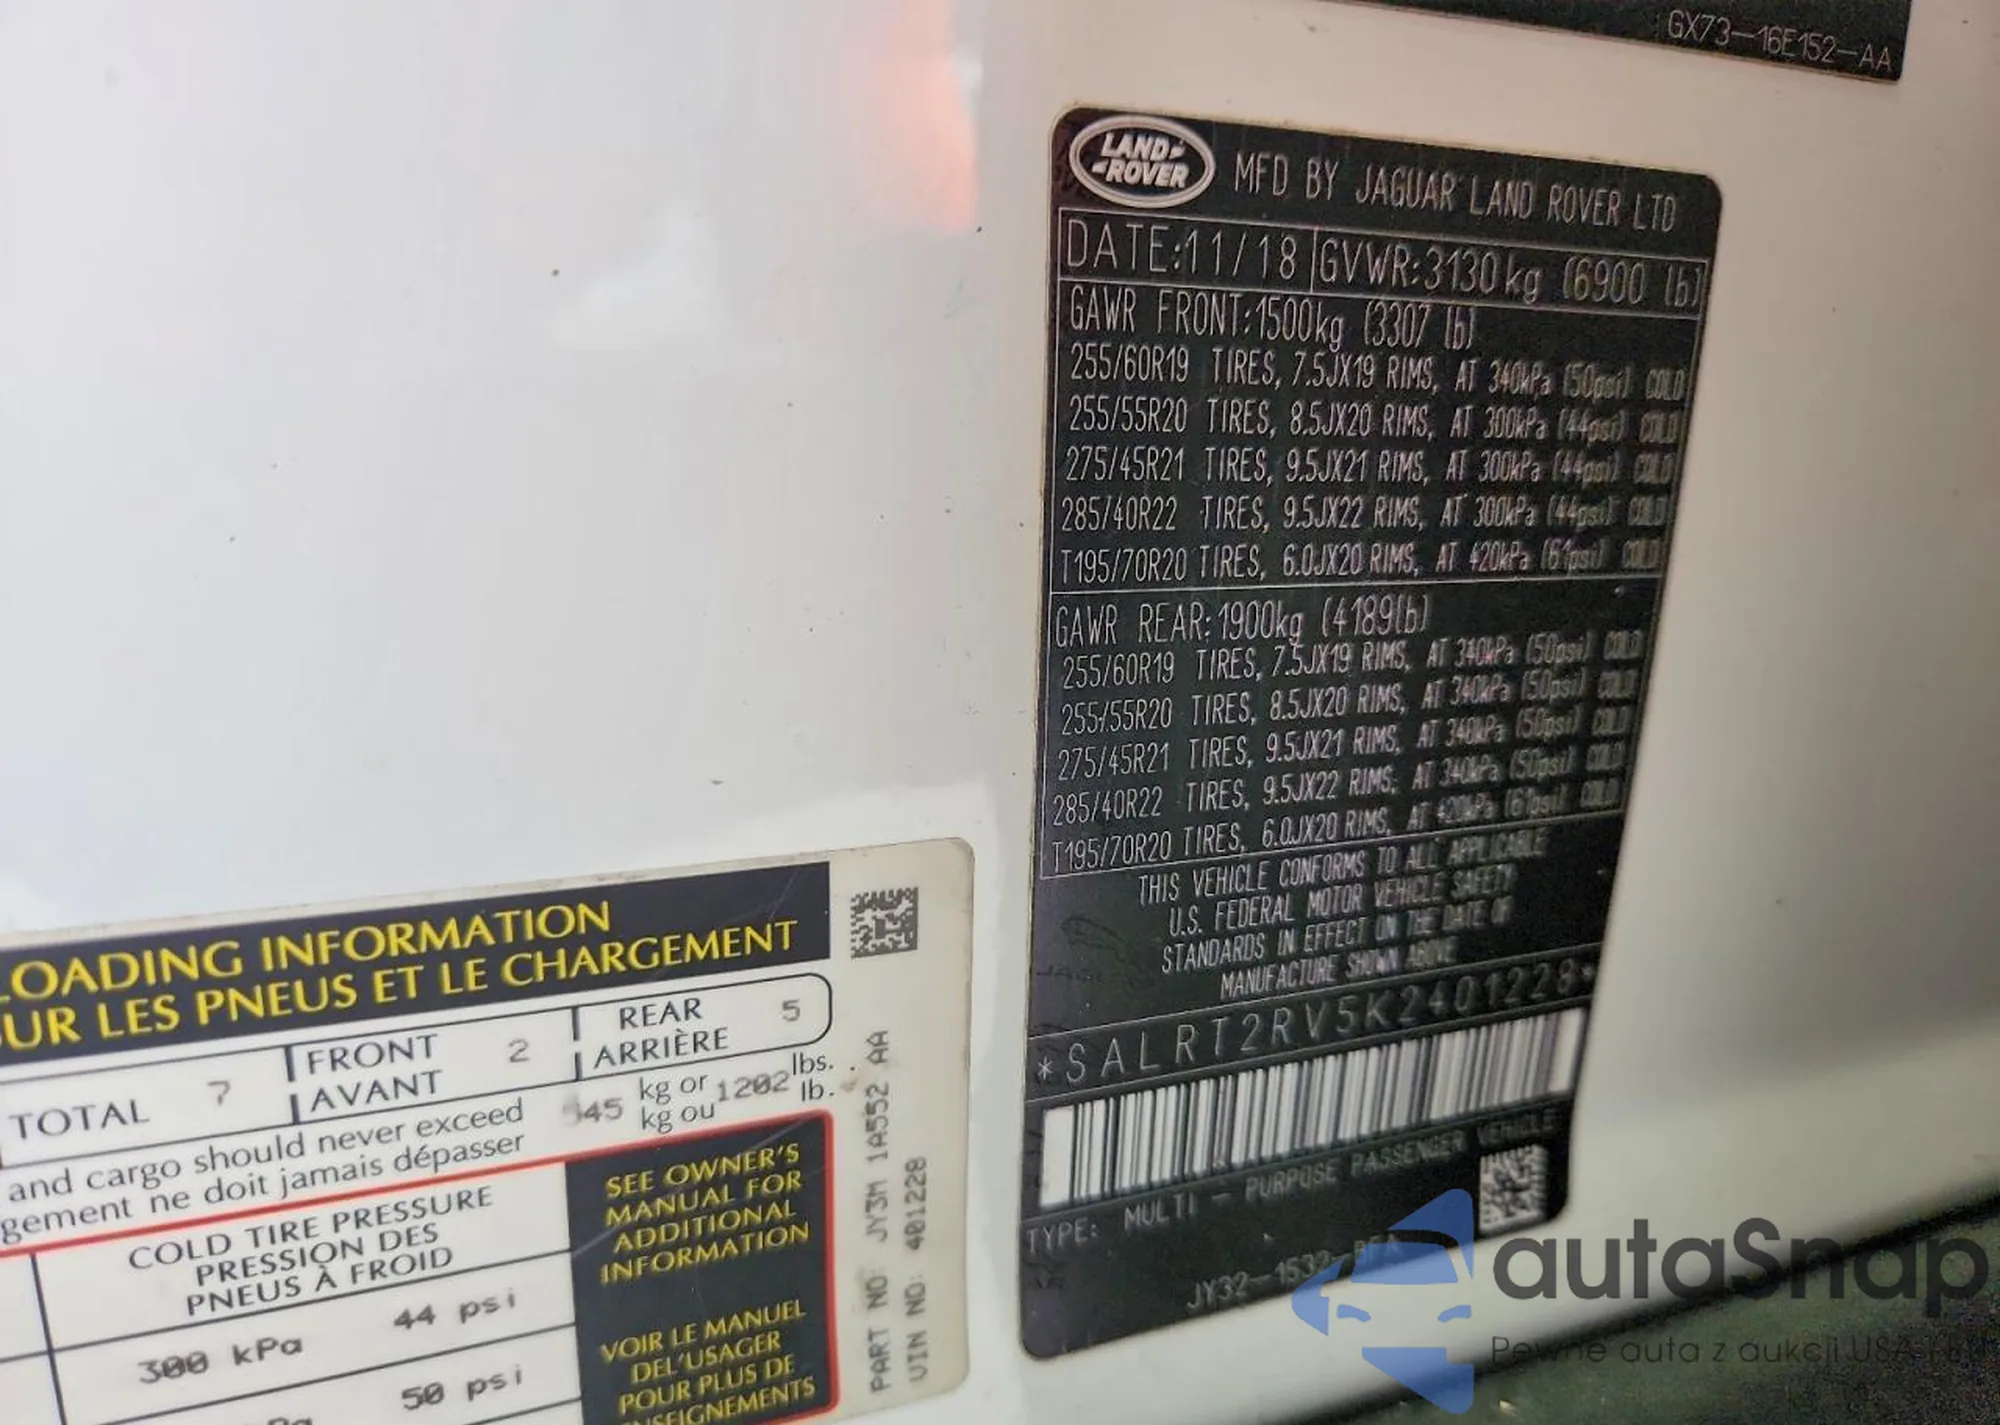 GX73-16E152-AA
LAND ROVER
MFD BY JAGUAR LAND ROVER LTD
DATE:11/18 GVWR:3130kg (6900 lb)
GAWR FRONT:1500kg (3307 lb)
255/60R19 TIRES, 7.5JX19 RIMS, AT 340kPa (50psi) COLD
255/55R20 TIRES, 8.5JX20 RIMS, AT 300kPa (44psi) COLD
275/45R21 TIRES, 9.5JX21 RIMS, AT 300kPa (44psi) COLD
285/40R22 TIRES, 9.5JX22 RIMS, AT 300kPa (44psi) COLD
T195/70R20 TIRES, 6.0JX20 RIMS, AT 420kPa (61psi) COLD
GAWR REAR:1900kg (4189lb)
255/60R19 TIRES, 7.5JX19 RIMS, AT 340kPa (50psi) COLD
255/55R20 TIRES, 8.5JX20 RIMS, AT 340kPa (50psi) COLD
275/45R21 TIRES, 9.5JX21 RIMS, AT 340kPa (50psi) COLD
285/40R22 TIRES, 9.5JX22 RIMS, AT 340kPa (50psi) COLD
T195/70R20 TIRES, 6.0JX20 RIMS, AT 420kPa (61psi) COLD
THIS VEHICLE CONFORMS TO ALL APPLICABLE
U.S. FEDERAL MOTOR VEHICLE SAFETY
STANDARDS IN EFFECT ON THE DATE OF
MANUFACTURE SHOWN ABOVE
*SALRT2RV5K2401228*
TYPE: MULTI - PURPOSE PASSENGER VEHICLE
LOADING INFORMATION
SUR LES PNEUS ET LE CHARGEMENT
TOTAL 7 FRONT AVANT 2 REAR ARRIÈRE 5
and cargo should never exceed 545 kg or 1202 lbs.
gement ne doit jamais dépasser kg ou lb.
COLD TIRE PRESSURE
PRESSION DES
PNEUS À FROID
300 kPa 44 psi
50 psi
SEE OWNER'S
MANUAL FOR
ADDITIONAL
INFORMATION
VOIR LE MANUEL
DEL'USAGER
POUR PLUS DE
NSEIGNEMENTS
PART NO: JY3M 1A552 AA
VIN NO: 401228
autaSnap
Pewne auta z aukcji USA